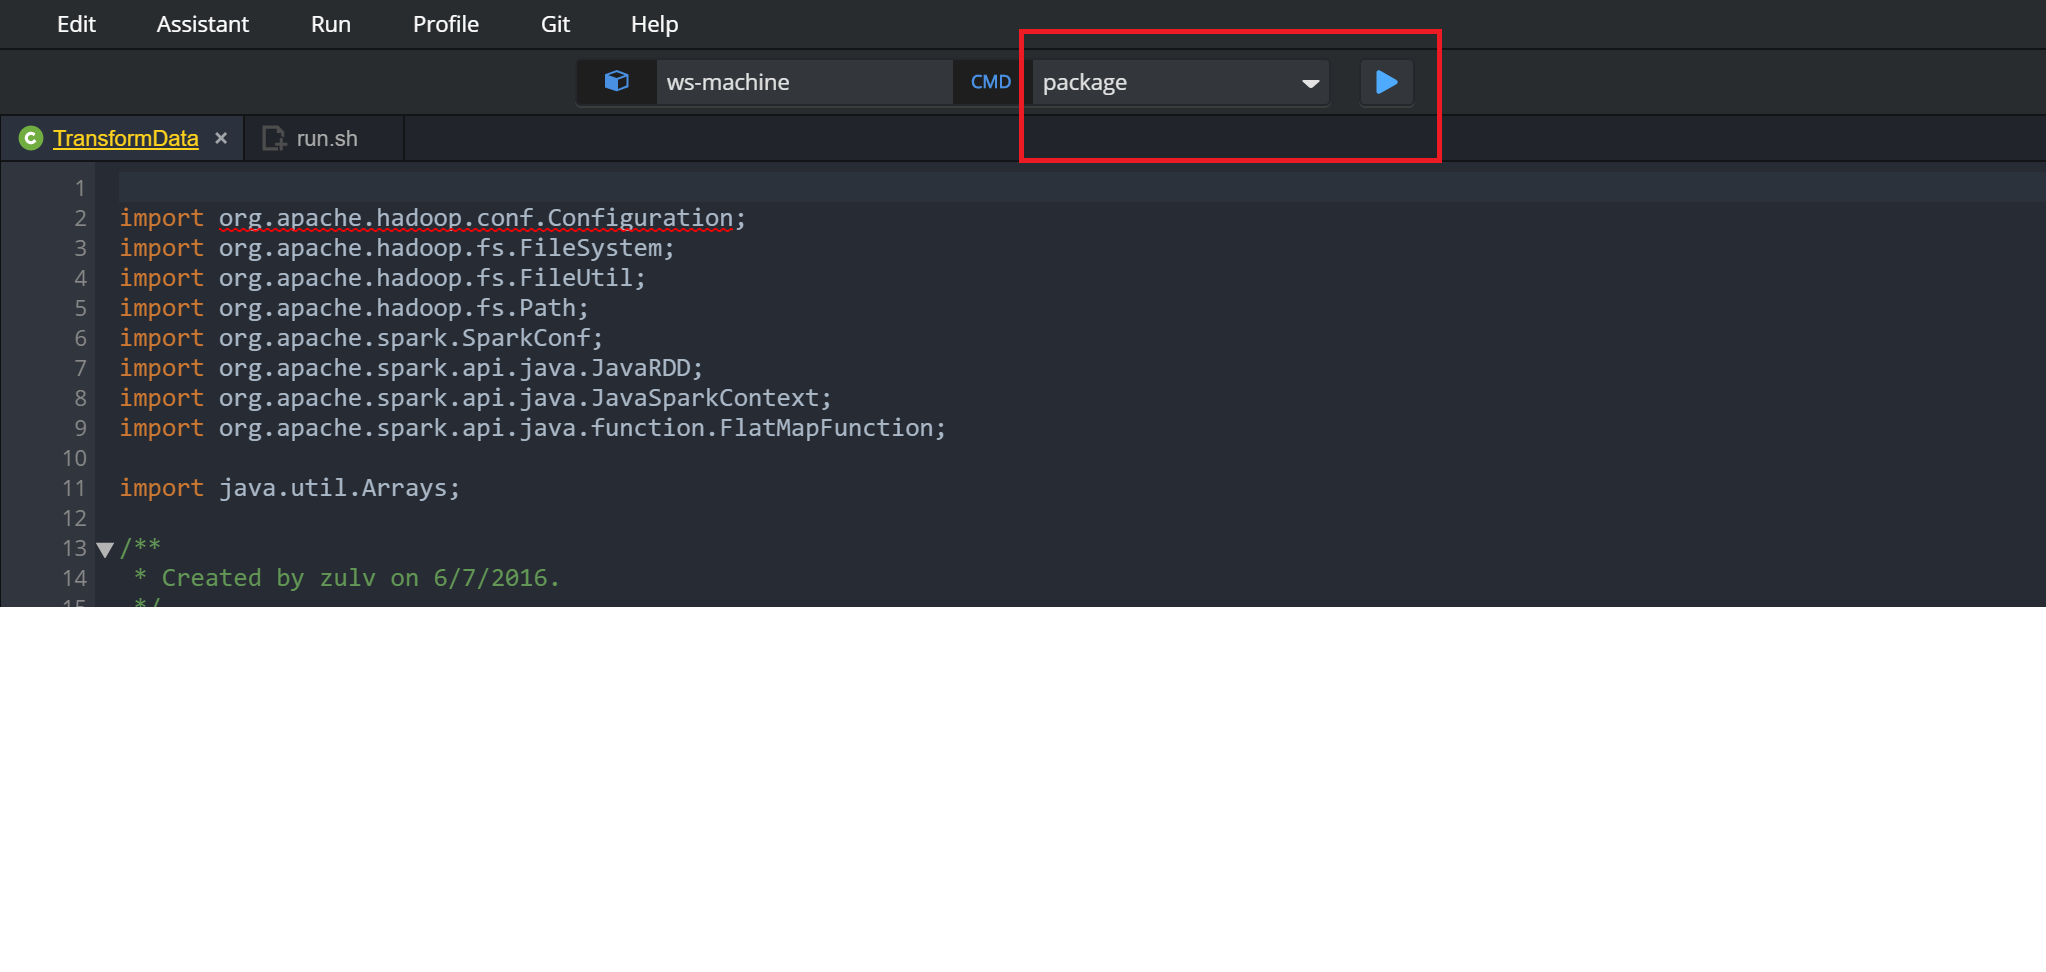 Edit Assistant Run Profile Git Help
ws-machine CMD package
C TransformData × run.sh
1
2 import org.apache.hadoop.conf.Configuration;
3 import org.apache.hadoop.fs.FileSystem;
4 import org.apache.hadoop.fs.FileUtil;
5 import org.apache.hadoop.fs.Path;
6 import org.apache.spark.SparkConf;
7 import org.apache.spark.api.java.JavaRDD;
8 import org.apache.spark.api.java.JavaSparkContext;
9 import org.apache.spark.api.java.function.FlatMapFunction;
10
11 import java.util.Arrays;
12
13 /**
14 * Created by zulv on 6/7/2016.
15 */